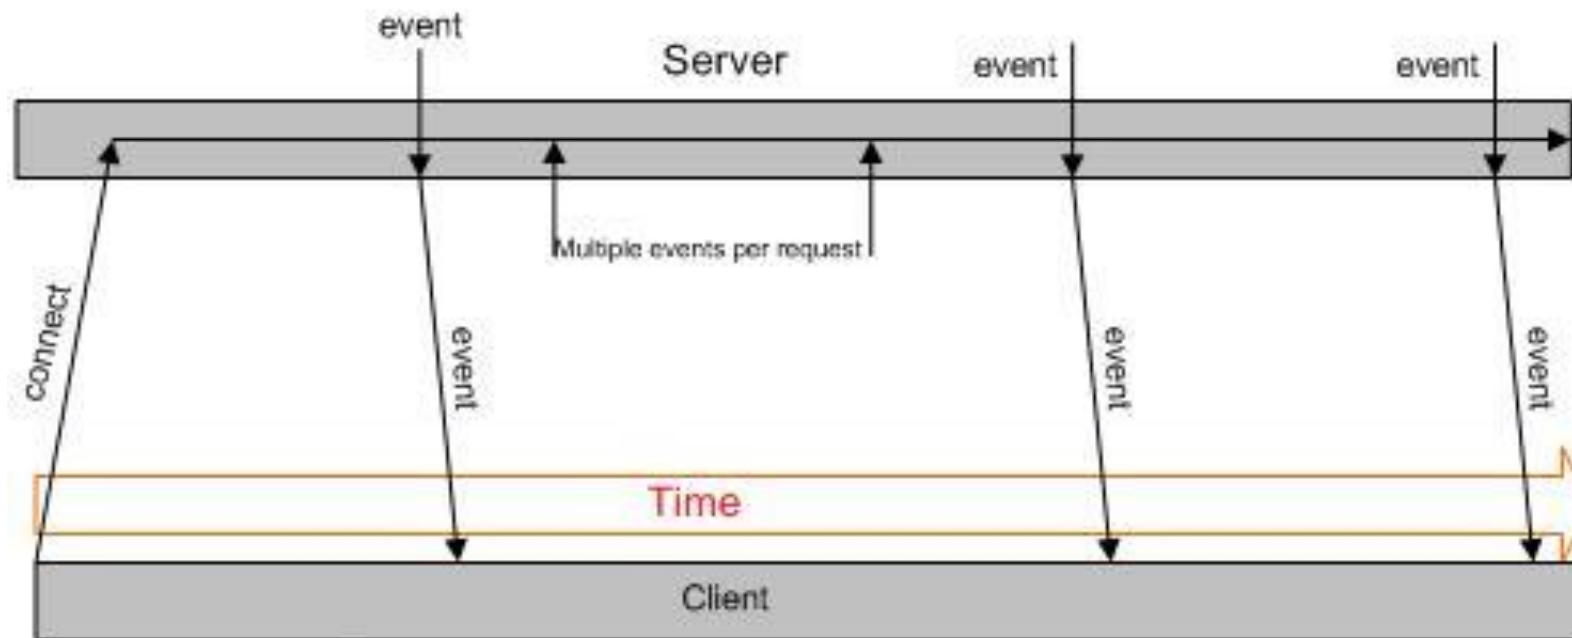 event
Server
event
event
Multiple events per request
connect
event
event
event
Time
Client